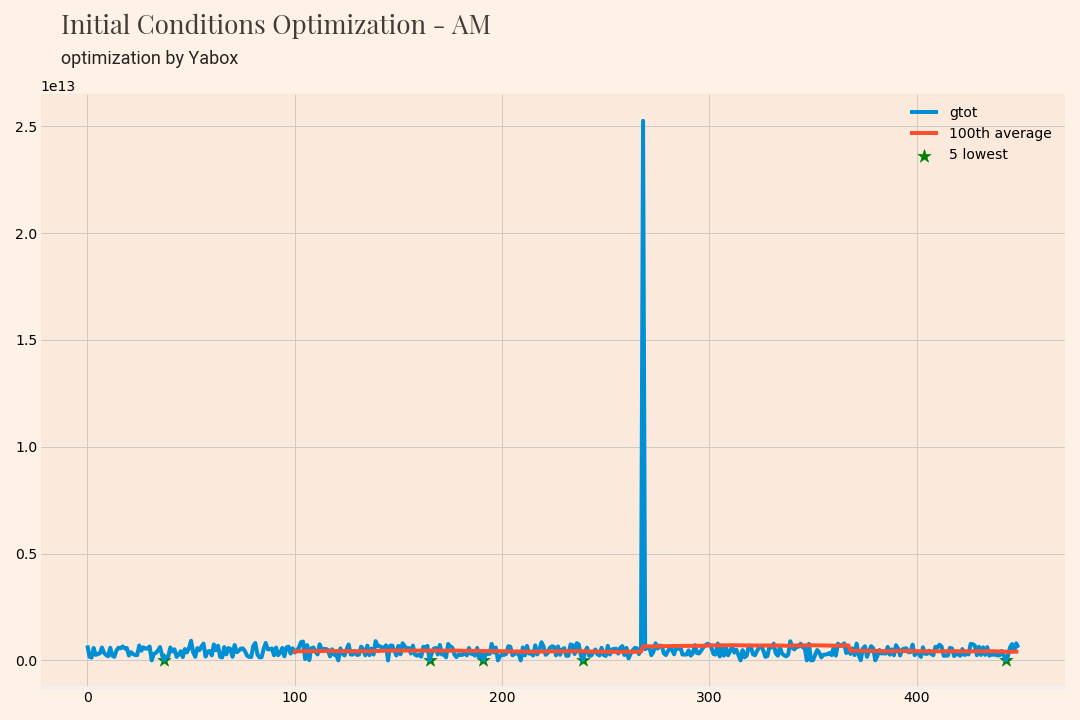 Initial Conditions Optimization - AM
optimization by Yabox
1e13
gtot
100th average
5 lowest
2.5
2.0
1.5
1.0
0.5
0.0
0 100 200 300 400